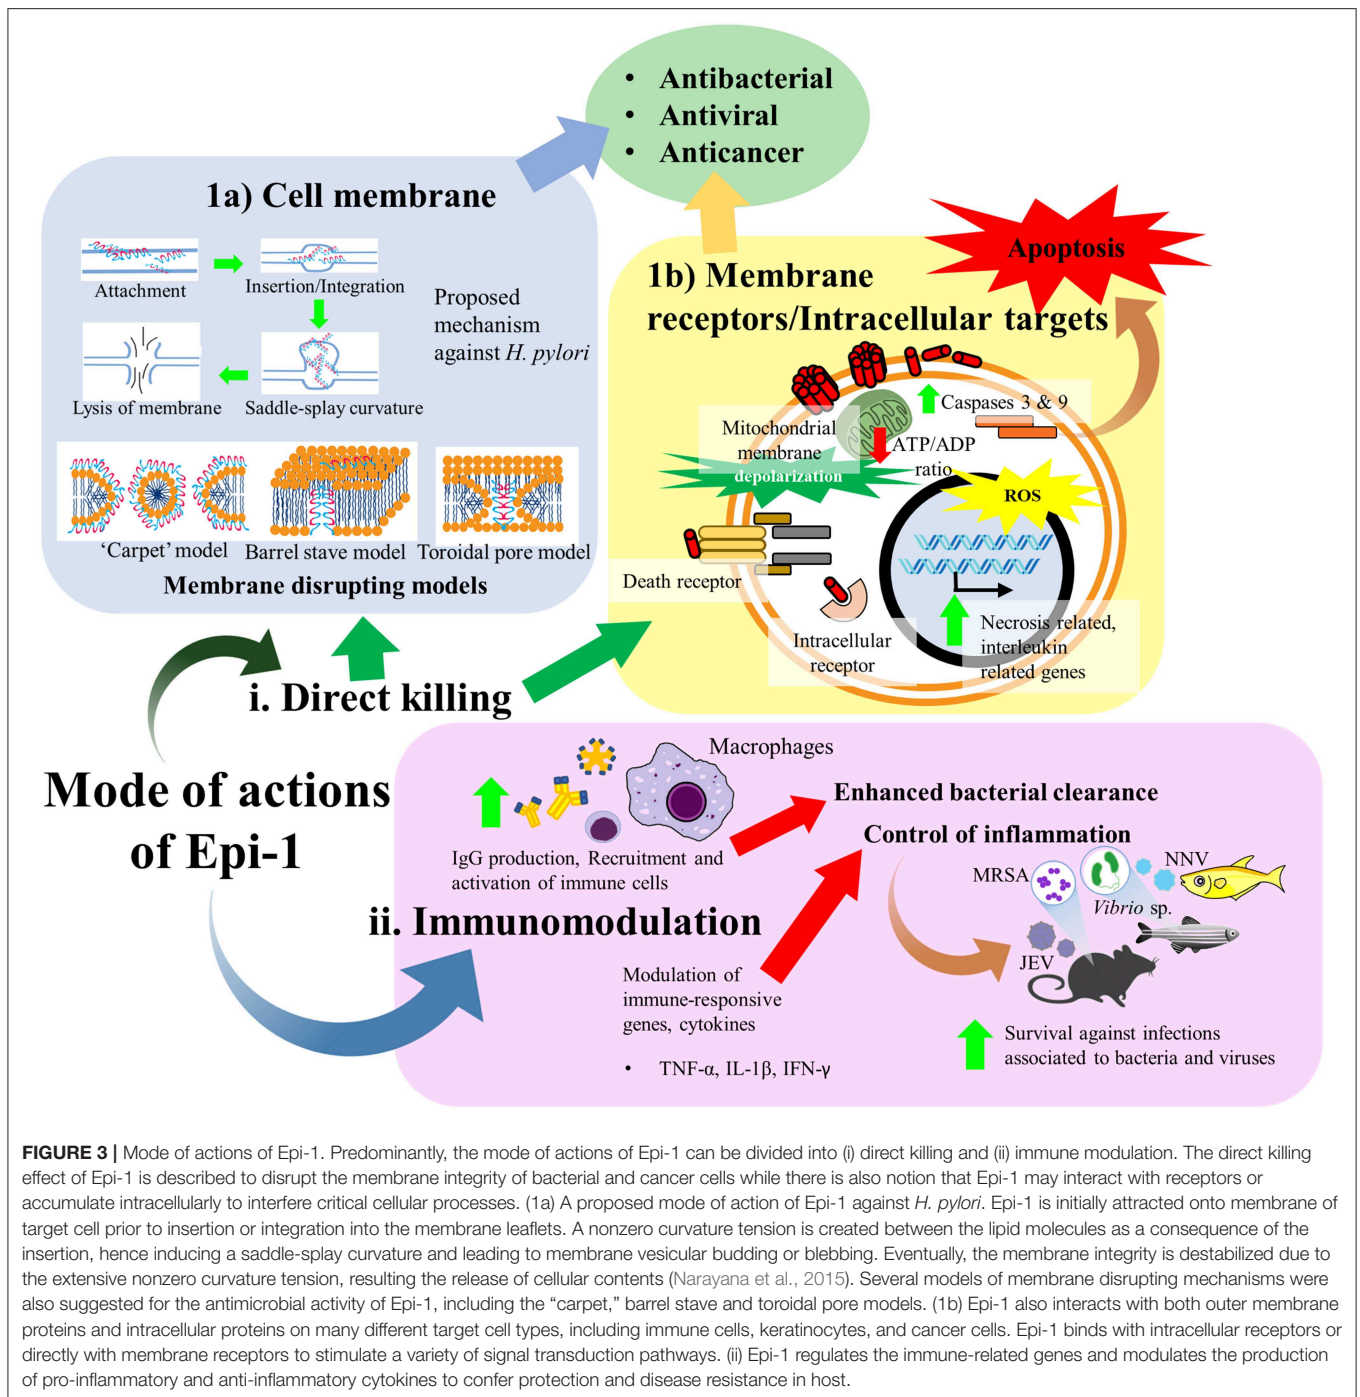 • Antibacterial
• Antiviral
• Anticancer
1a) Cell membrane
Attachment
Insertion/Integration
Proposed
mechanism
against H. pylori
Lysis of membrane
Saddle-splay curvature
'Carpet' model
Barrel stave model
Toroidal pore model
Membrane disrupting models
Apoptosis
1b) Membrane
receptors/Intracellular targets
Caspases 3 & 9
Mitochondrial
membrane
depolarization
ATP/ADP
ratio
ROS
Death receptor
Intracellular
receptor
Necrosis related,
interleukin
related genes
i. Direct killing
Mode of actions
of Epi-1
ii. Immunomodulation
Macrophages
IgG production, Recruitment and
activation of immune cells
Enhanced bacterial clearance
Control of inflammation
MRSA
Vibrio sp.
NNV
JEV
Modulation of
immune-responsive
genes, cytokines
• TNF-α, IL-1β, IFN-γ
Survival against infections
associated to bacteria and viruses
FIGURE 3 | Mode of actions of Epi-1. Predominantly, the mode of actions of Epi-1 can be divided into (i) direct killing and (ii) immune modulation. The direct killing
effect of Epi-1 is described to disrupt the membrane integrity of bacterial and cancer cells while there is also notion that Epi-1 may interact with receptors or
accumulate intracellularly to interfere critical cellular processes. (1a) A proposed mode of action of Epi-1 against H. pylori. Epi-1 is initially attracted onto membrane of
target cell prior to insertion or integration into the membrane leaflets. A nonzero curvature tension is created between the lipid molecules as a consequence of the
insertion, hence inducing a saddle-splay curvature and leading to membrane vesicular budding or blebbing. Eventually, the membrane integrity is destabilized due to
the extensive nonzero curvature tension, resulting the release of cellular contents (Narayana et al., 2015). Several models of membrane disrupting mechanisms were
also suggested for the antimicrobial activity of Epi-1, including the “carpet,” barrel stave and toroidal pore models. (1b) Epi-1 also interacts with both outer membrane
proteins and intracellular proteins on many different target cell types, including immune cells, keratinocytes, and cancer cells. Epi-1 binds with intracellular receptors or
directly with membrane receptors to stimulate a variety of signal transduction pathways. (ii) Epi-1 regulates the immune-related genes and modulates the production
of pro-inflammatory and anti-inflammatory cytokines to confer protection and disease resistance in host.